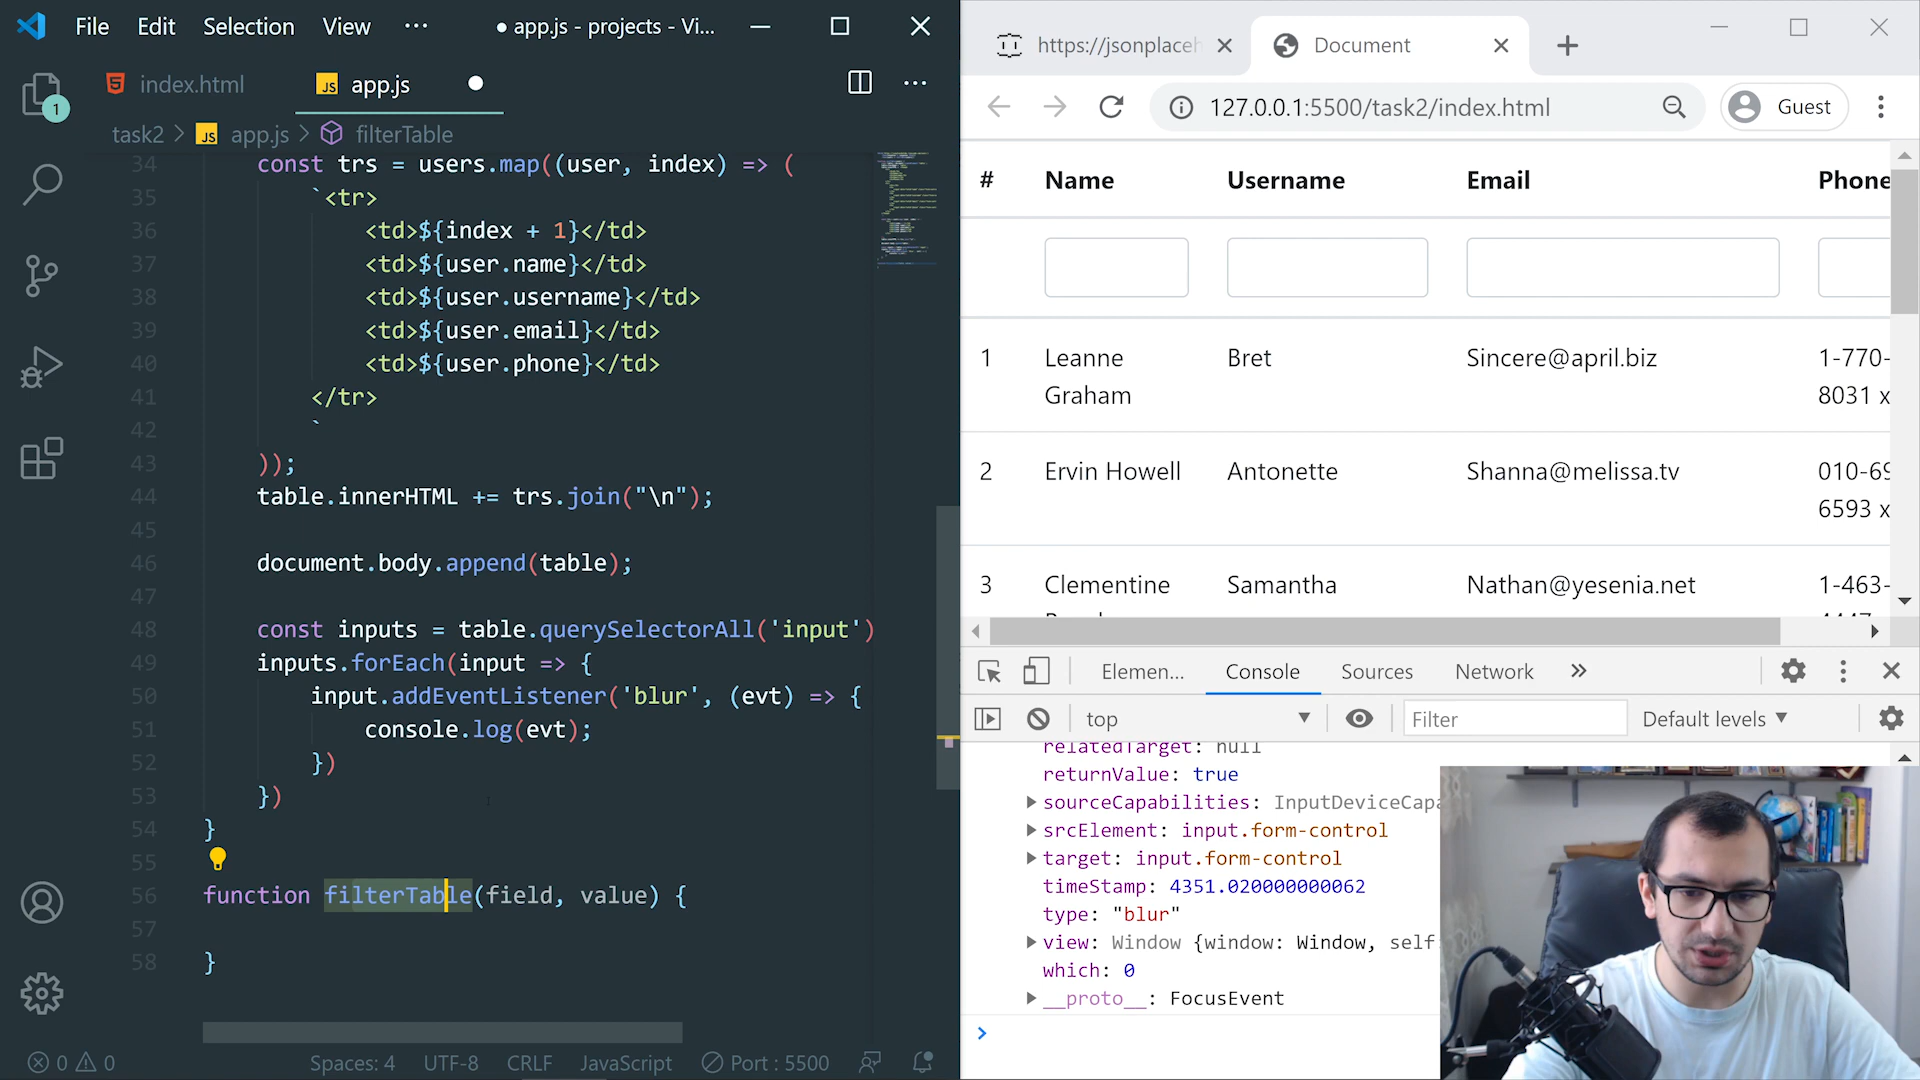 File Edit Selection View ··· ● app.js - projects - Vi...
index.html app.js ···
1
task2 > app.js > filterTable
34 const trs = users.map((user, index) => (
35 `<tr>
36 <td>${index + 1}</td>
37 <td>${user.name}</td>
38 <td>${user.username}</td>
39 <td>${user.email}</td>
40 <td>${user.phone}</td>
41 </tr>
42 `
43 ));
44 table.innerHTML += trs.join("\n");
45
46 document.body.append(table);
47
48 const inputs = table.querySelectorAll('input')
49 inputs.forEach(input => {
50 input.addEventListener('blur', (evt) => {
51 console.log(evt);
52 })
53 })
54 }
55
56 function filterTable(field, value) {
57
58 }
0 0 Spaces: 4 UTF-8 CRLF JavaScript Port : 5500
https://jsonplaceh Document
127.0.0.1:5500/task2/index.html Guest
# Name Username Email Phone
1 Leanne Graham Bret Sincere@april.biz 1-770- 8031 x
2 Ervin Howell Antonette Shanna@melissa.tv 010-69 6593 x
3 Clementine Samantha Nathan@yesenia.net 1-463-
Elemen... Console Sources Network »
top Filter Default levels
relatedTarget: null
returnValue: true
sourceCapabilities: InputDeviceCapa
srcElement: input.form-control
target: input.form-control
timeStamp: 4351.020000000062
type: "blur"
view: Window {window: Window, self:
which: 0
__proto__: FocusEvent
>